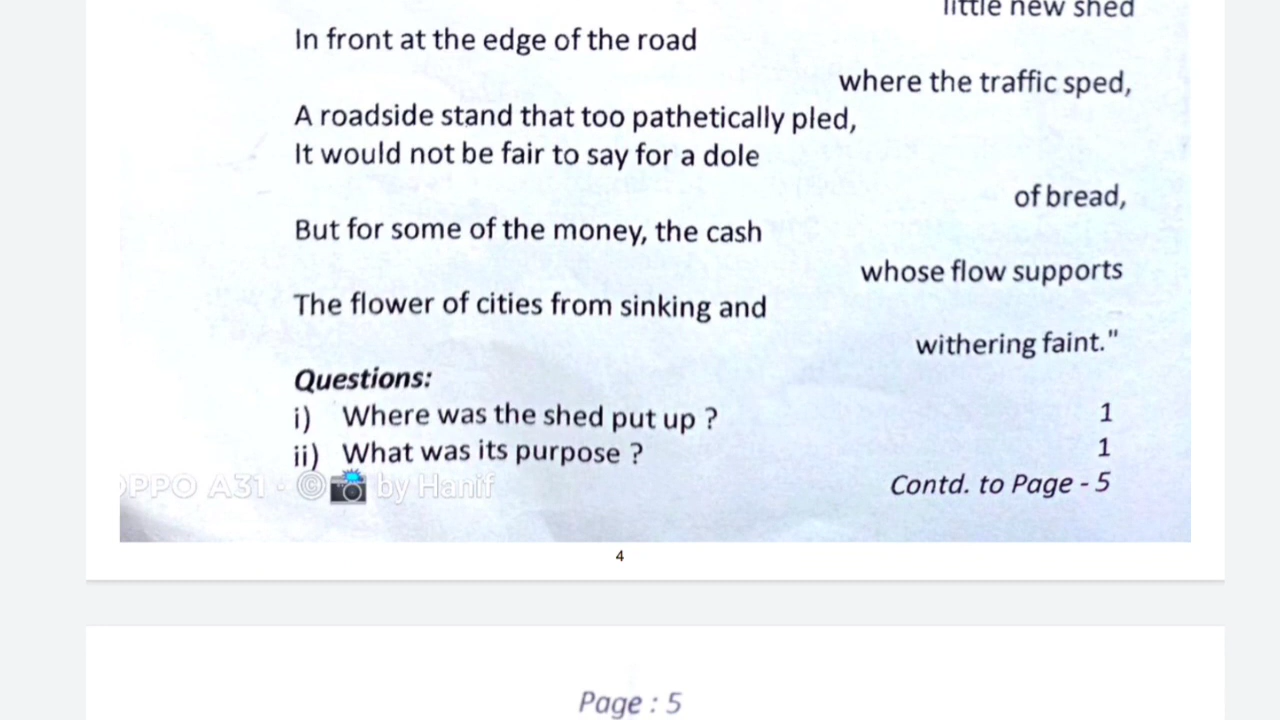 little new shed
In front at the edge of the road
where the traffic sped,
A roadside stand that too pathetically pled,
It would not be fair to say for a dole
of bread,
But for some of the money, the cash
whose flow supports
The flower of cities from sinking and
withering faint."
Questions:
i) Where was the shed put up ? 1
ii) What was its purpose ? 1
PPO A31 · © by Hanif
Contd. to Page - 5
4
Page : 5